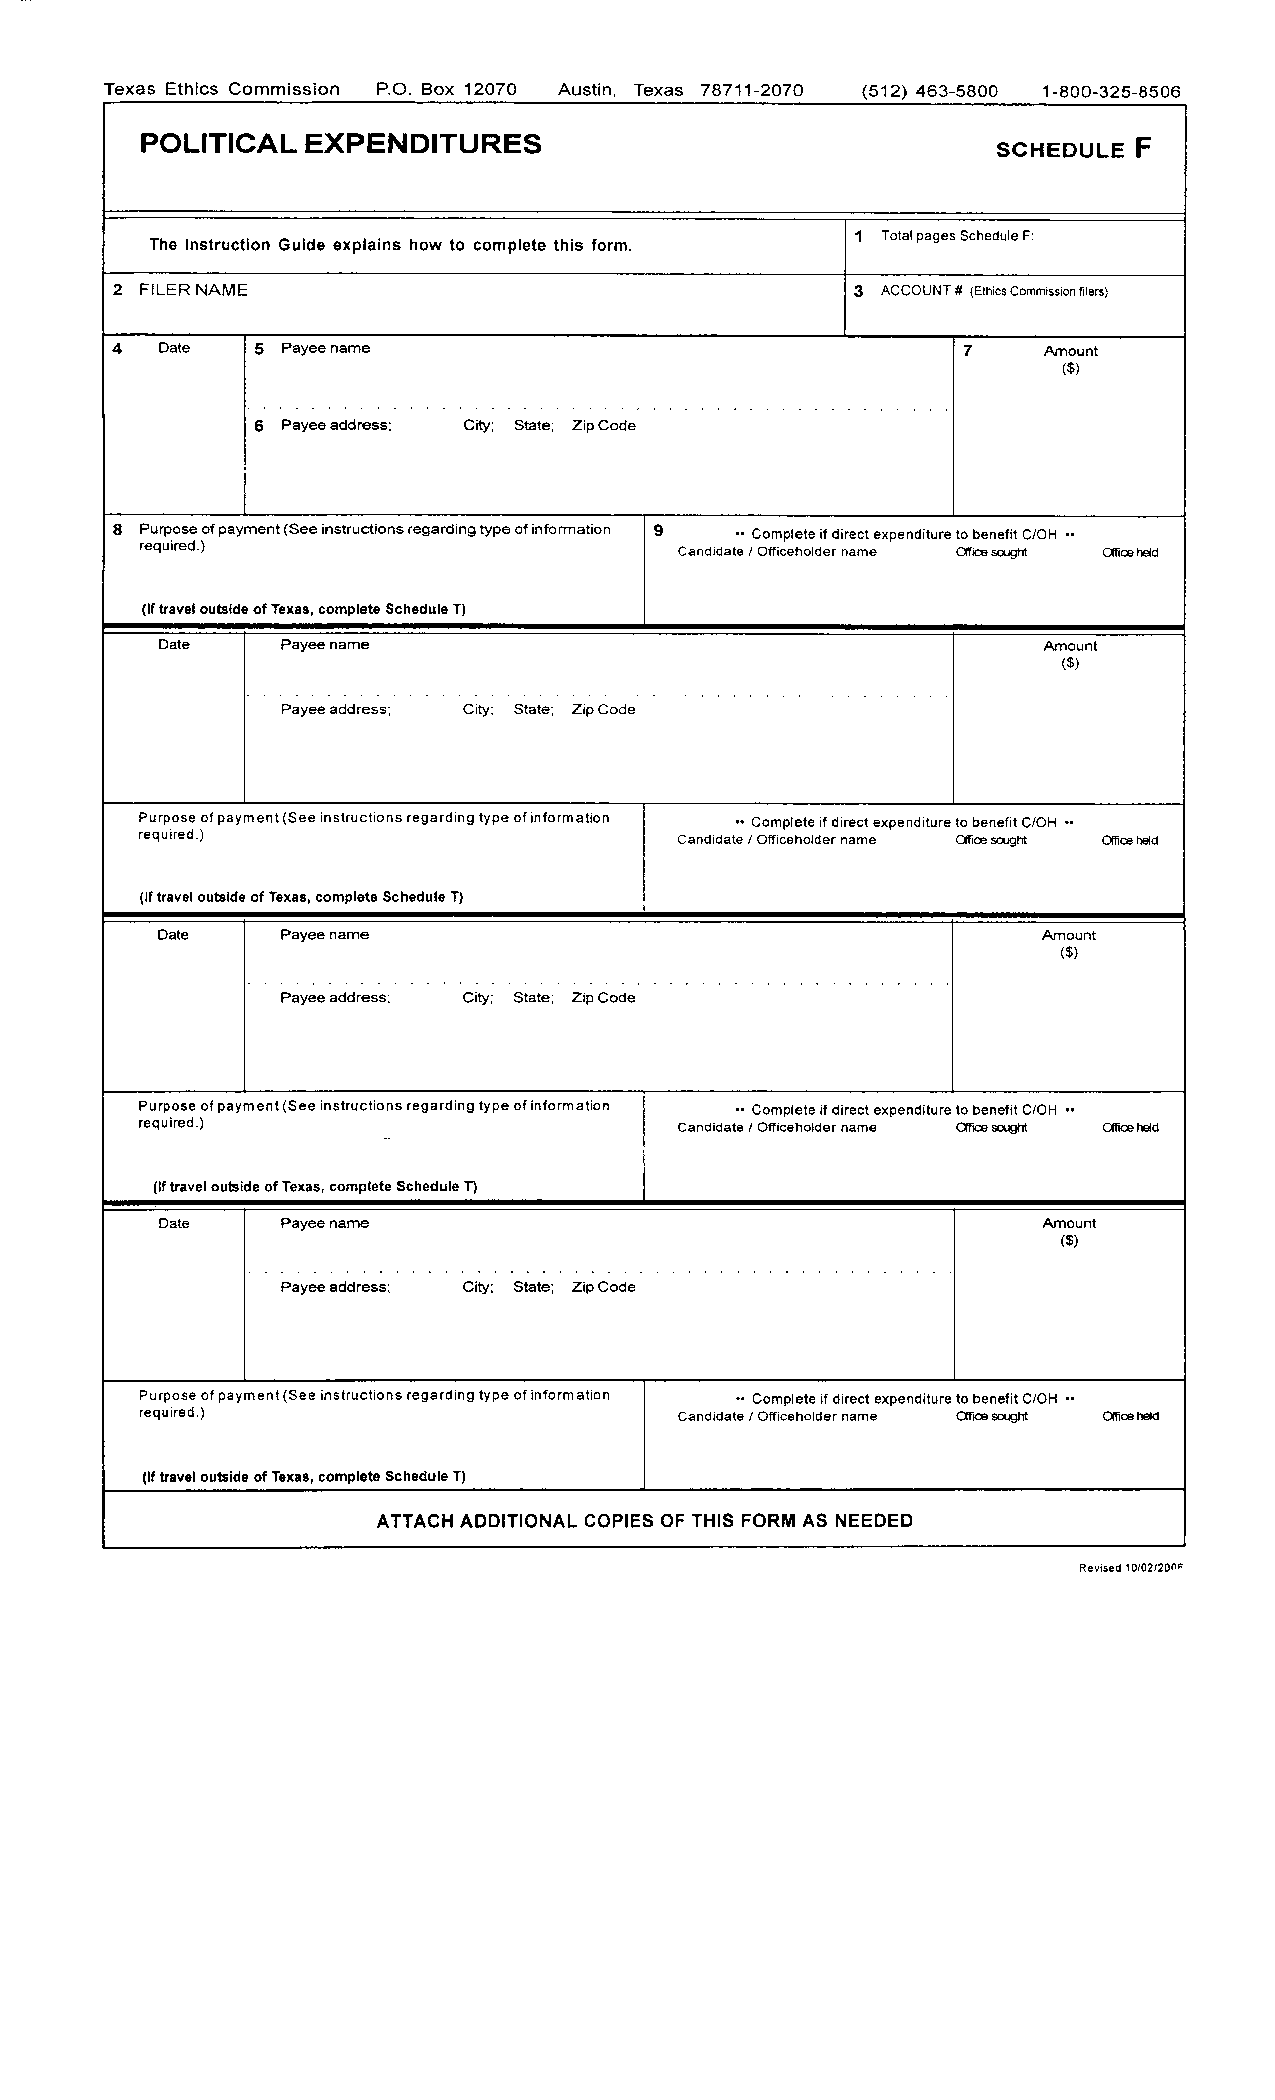 Texas Ethics Commission P.O. Box 12070 Austin, Texas 78711-2070 (512) 463-5800 1-800-325-8506
POLITICAL EXPENDITURES SCHEDULE F
The Instruction Guide explains how to complete this form.
1 Total pages Schedule F:
2 FILER NAME
3 ACCOUNT # (Ethics Commission filers)
4 Date
5 Payee name
7 Amount
($)
6 Payee address; City; State; Zip Code
8 Purpose of payment (See instructions regarding type of information
required.)
(If travel outside of Texas, complete Schedule T)
9 •• Complete if direct expenditure to benefit C/OH ••
Candidate / Officeholder name Office sought Office held
Date Payee name Amount
($)
Payee address; City; State; Zip Code
Purpose of payment (See instructions regarding type of information
required.)
(If travel outside of Texas, complete Schedule T)
•• Complete if direct expenditure to benefit C/OH ••
Candidate / Officeholder name Office sought Office held
Date Payee name Amount
($)
Payee address; City; State; Zip Code
Purpose of payment (See instructions regarding type of information
required.)
(If travel outside of Texas, complete Schedule T)
•• Complete if direct expenditure to benefit C/OH ••
Candidate / Officeholder name Office sought Office held
Date Payee name Amount
($)
Payee address; City; State; Zip Code
Purpose of payment (See instructions regarding type of information
required.)
(If travel outside of Texas, complete Schedule T)
•• Complete if direct expenditure to benefit C/OH ••
Candidate / Officeholder name Office sought Office held
ATTACH ADDITIONAL COPIES OF THIS FORM AS NEEDED
Revised